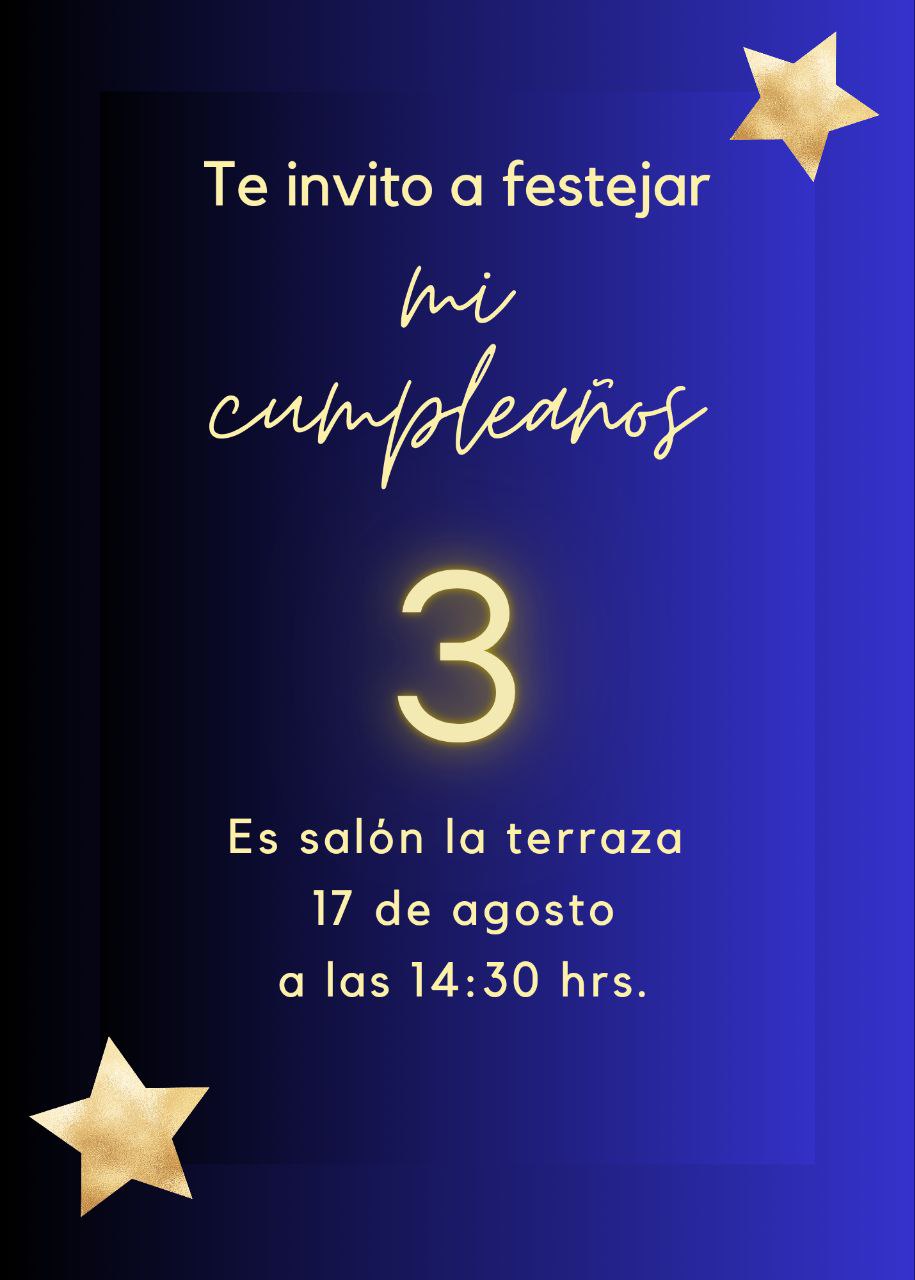 Te invito a festejar
mi
cumpleaños
3
Es salón la terraza
17 de agosto
a las 14:30 hrs.